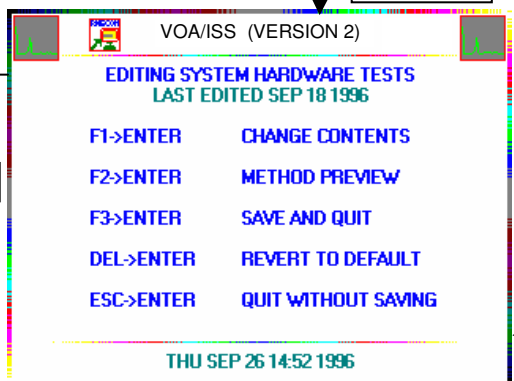 VOA/ISS (VERSION 2)
EDITING SYSTEM HARDWARE TESTS
LAST EDITED SEP 18 1996
F1->ENTER CHANGE CONTENTS
F2->ENTER METHOD PREVIEW
F3->ENTER SAVE AND QUIT
DEL->ENTER REVERT TO DEFAULT
ESC->ENTER QUIT WITHOUT SAVING
THU SEP 26 14:52 1996